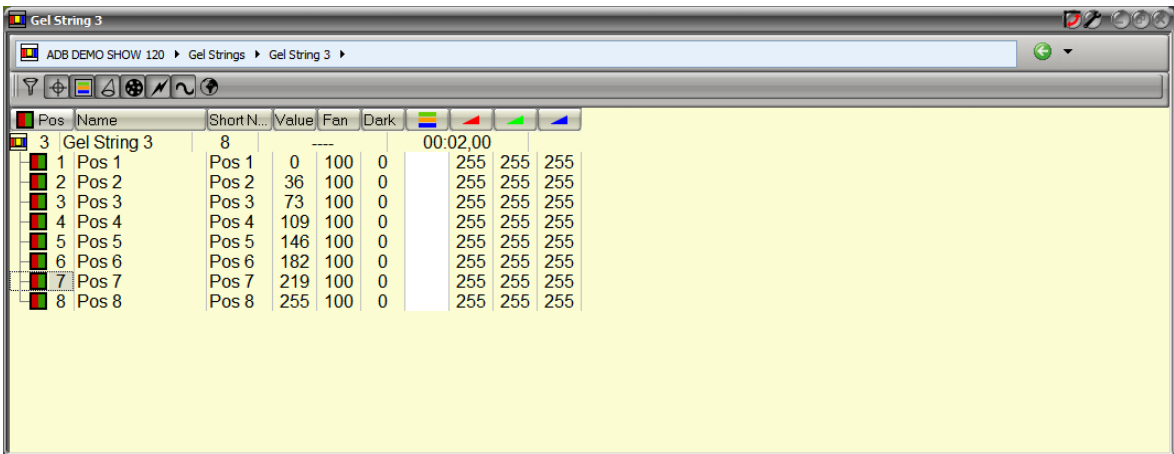 Gel String 3
ADB DEMO SHOW 120 Gel Strings Gel String 3
Pos Name Short N... Value Fan Dark
3 Gel String 3 8 ---- 00:02,00
1 Pos 1 Pos 1 0 100 0 255 255 255
2 Pos 2 Pos 2 36 100 0 255 255 255
3 Pos 3 Pos 3 73 100 0 255 255 255
4 Pos 4 Pos 4 109 100 0 255 255 255
5 Pos 5 Pos 5 146 100 0 255 255 255
6 Pos 6 Pos 6 182 100 0 255 255 255
7 Pos 7 Pos 7 219 100 0 255 255 255
8 Pos 8 Pos 8 255 100 0 255 255 255